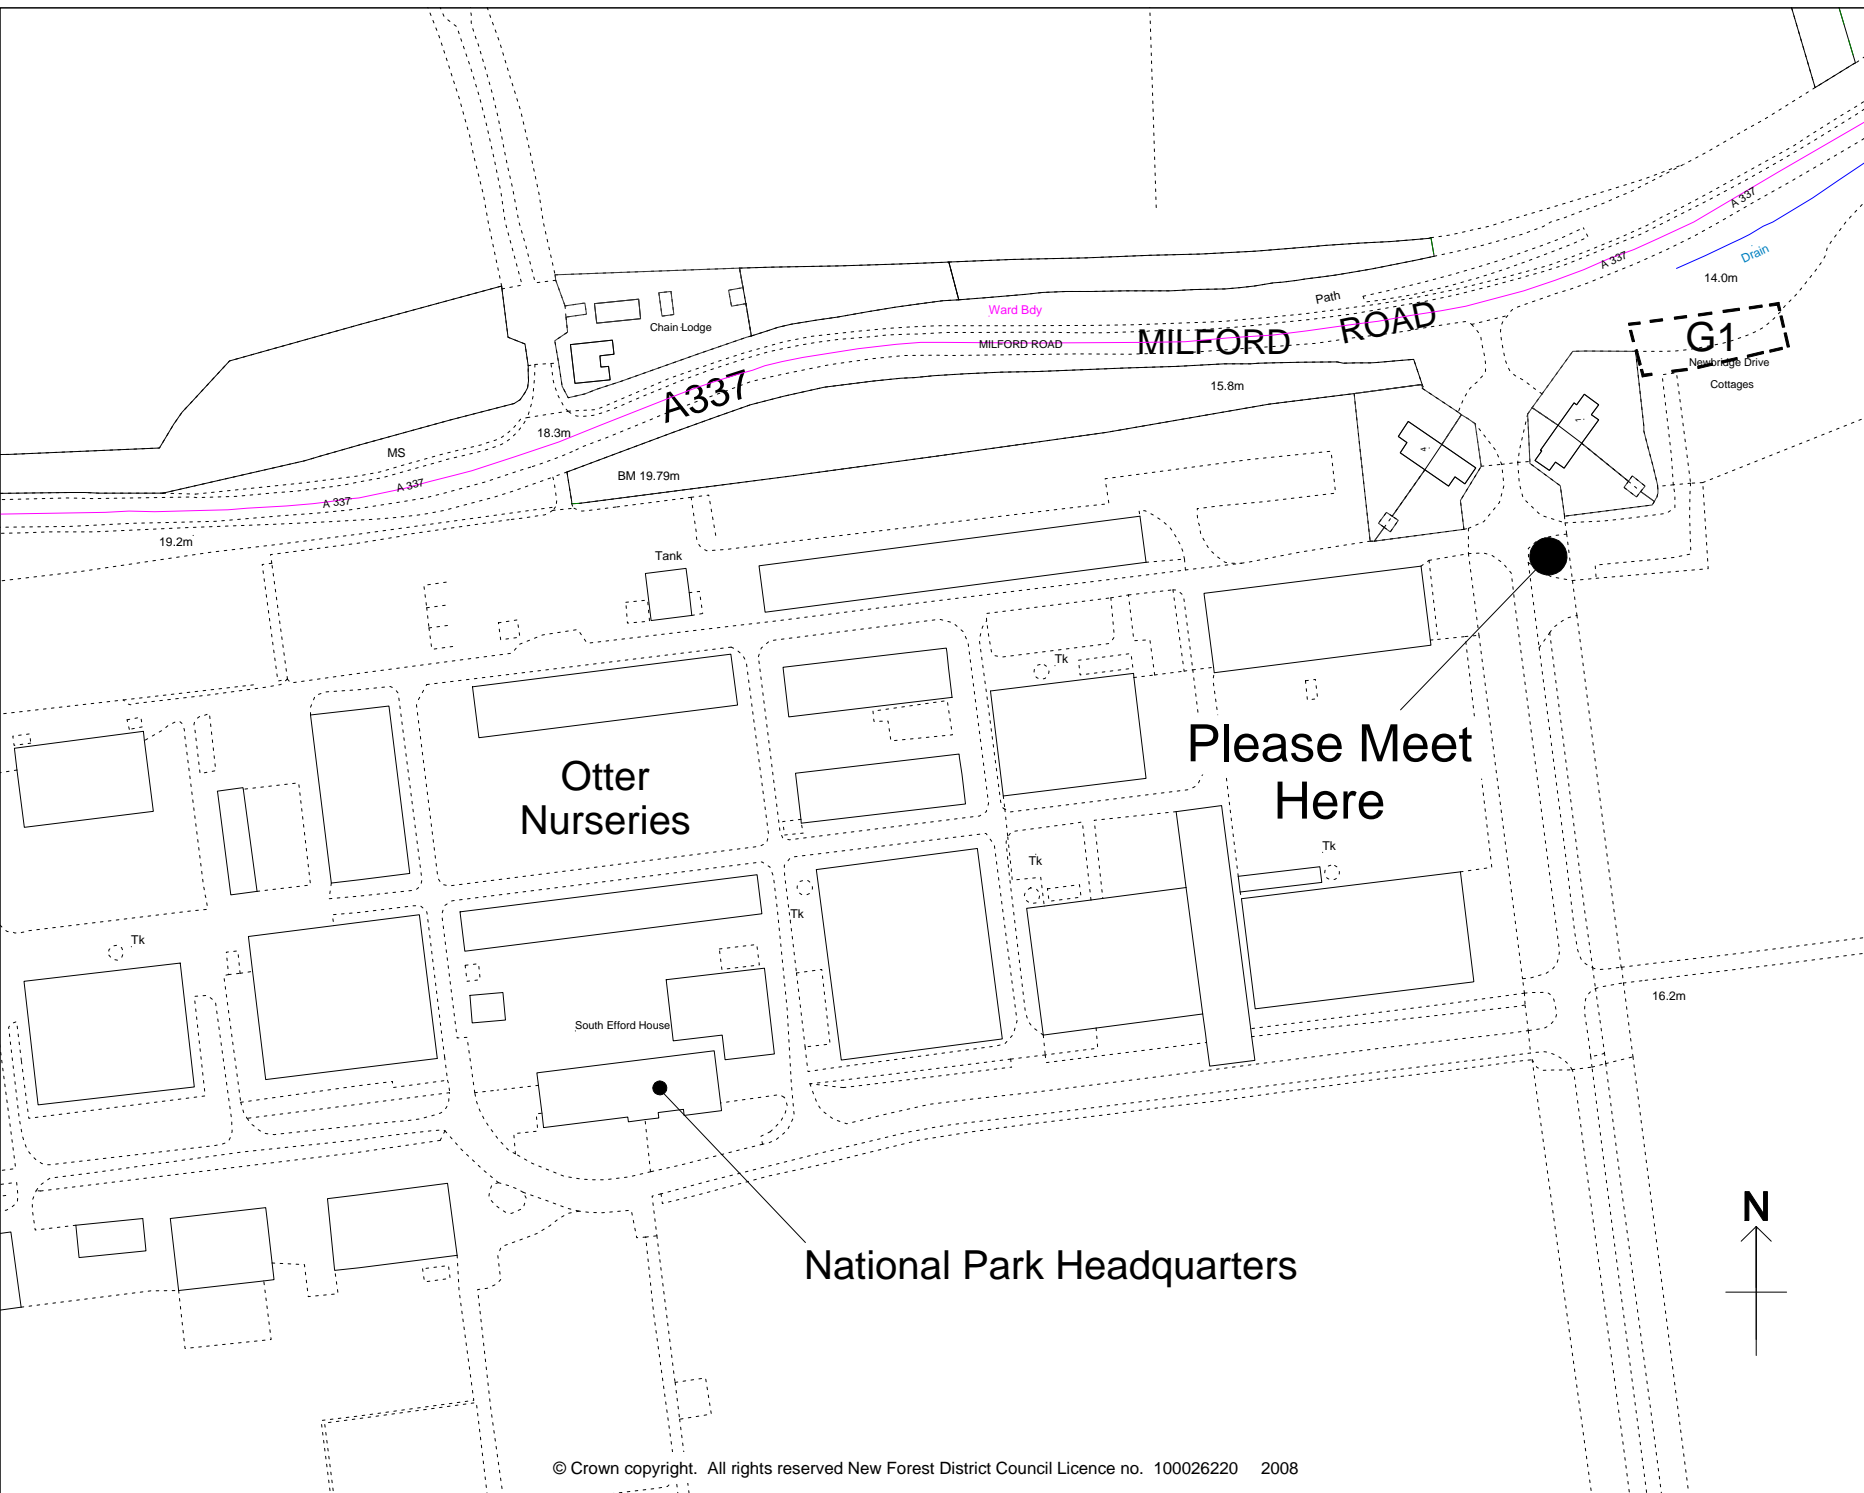 A 337
Drain
A 337
14.0m
Path
Ward Bdy
MILFORD ROAD
G1
Chain Lodge
MILFORD ROAD
Newbridge Drive
Cottages
A337
15.8m
18.3m
MS
BM 19.79m
A 337
A 337
19.2m
Tank
Tk
Please Meet
Here
Otter
Nurseries
Tk
Tk
Tk
Tk
16.2m
South Efford House
N
National Park Headquarters
© Crown copyright. All rights reserved New Forest District Council Licence no. 100026220 2008